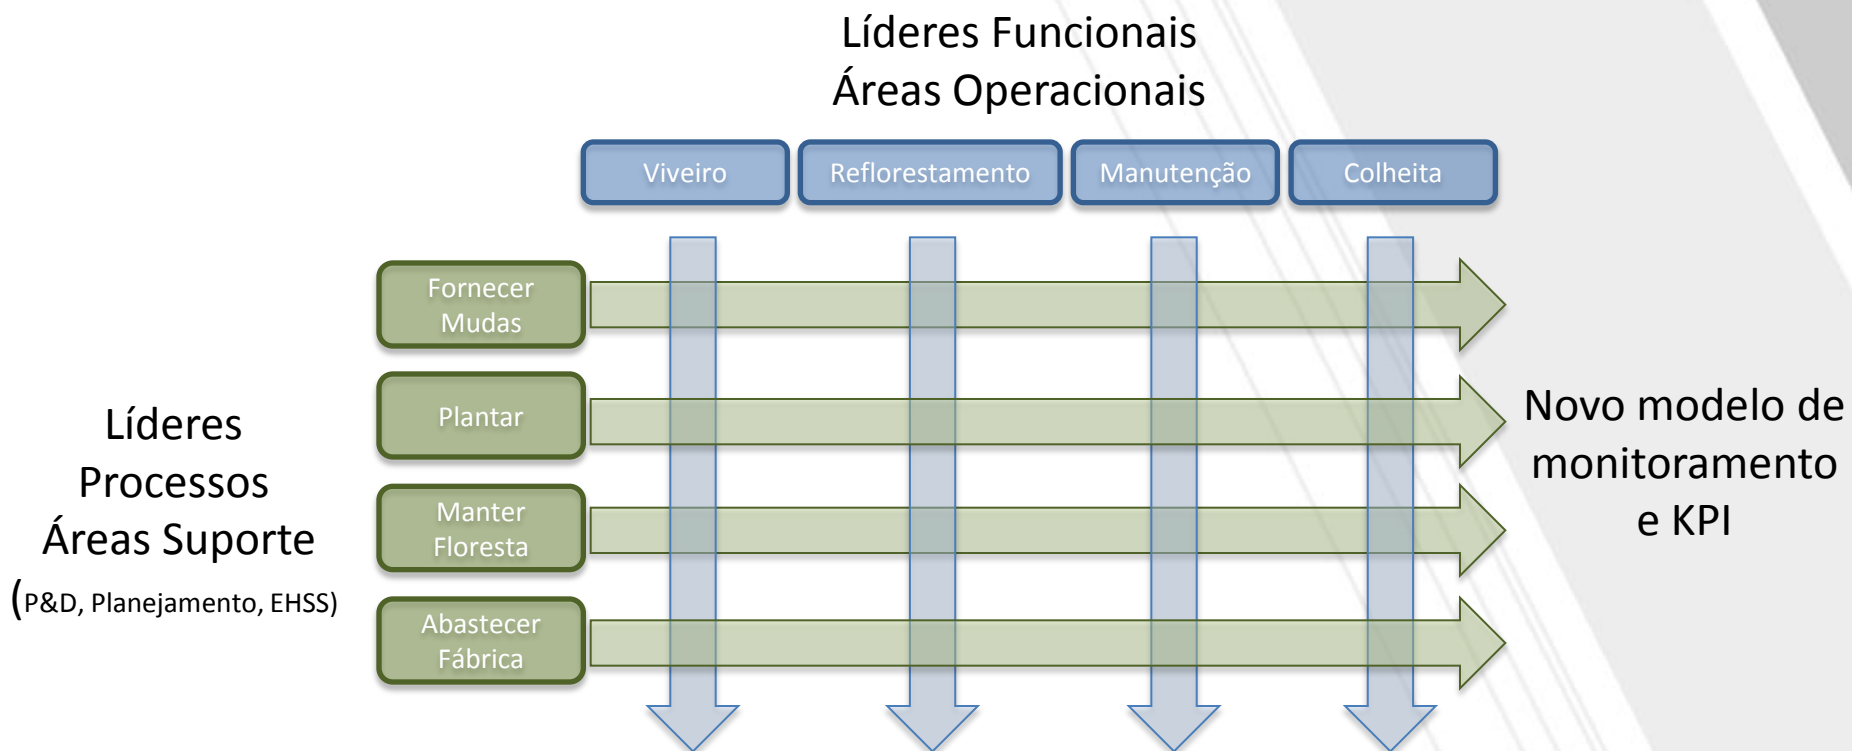 Líderes Funcionais
Áreas Operacionais
Viveiro
Reflorestamento
Manutenção
Colheita
Fornecer
Mudas
Plantar
Manter
Floresta
Abastecer
Fábrica
Líderes
Processos
Áreas Suporte
(P&D, Planejamento, EHSS)
Novo modelo de
monitoramento
e KPI